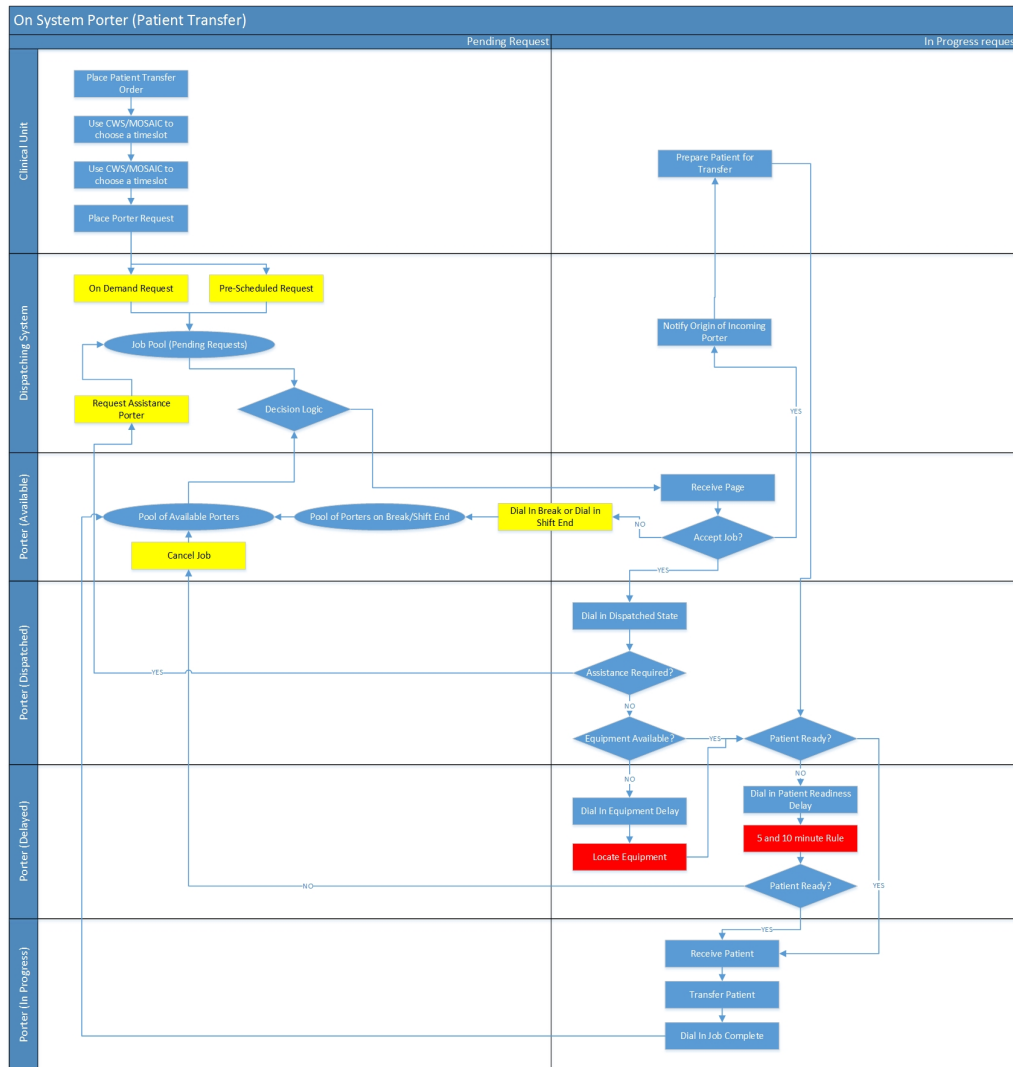 On System Porter (Patient Transfer)
Pending Request
In Progress reques
Clinical Unit
Place Patient Transfer
Order
Use CWS/MOSAIC to
choose a timeslot
Use CWS/MOSAIC to
choose a timeslot
Place Porter Request
Prepare Patient for
Transfer
Dispatching System
On Demand Request
Pre-Scheduled Request
Job Pool (Pending Requests)
Notify Origin of Incoming
Porter
Request Assistance
Porter
Decision Logic
YES
Porter (Available)
Receive Page
Pool of Available Porters
Pool of Porters on Break/Shift End
Dial In Break or Dial in
Shift End
NO
Accept Job?
Cancel Job
YES
Porter (Dispatched)
Dial in Dispatched State
YES
Assistance Required?
NO
Equipment Available?
YES
Patient Ready?
Porter (Delayed)
NO
NO
Dial In Equipment Delay
Dial in Patient Readiness
Delay
5 and 10 minute Rule
Locate Equipment
NO
Patient Ready?
YES
Porter (In Progress)
YES
Receive Patient
Transfer Patient
Dial In Job Complete